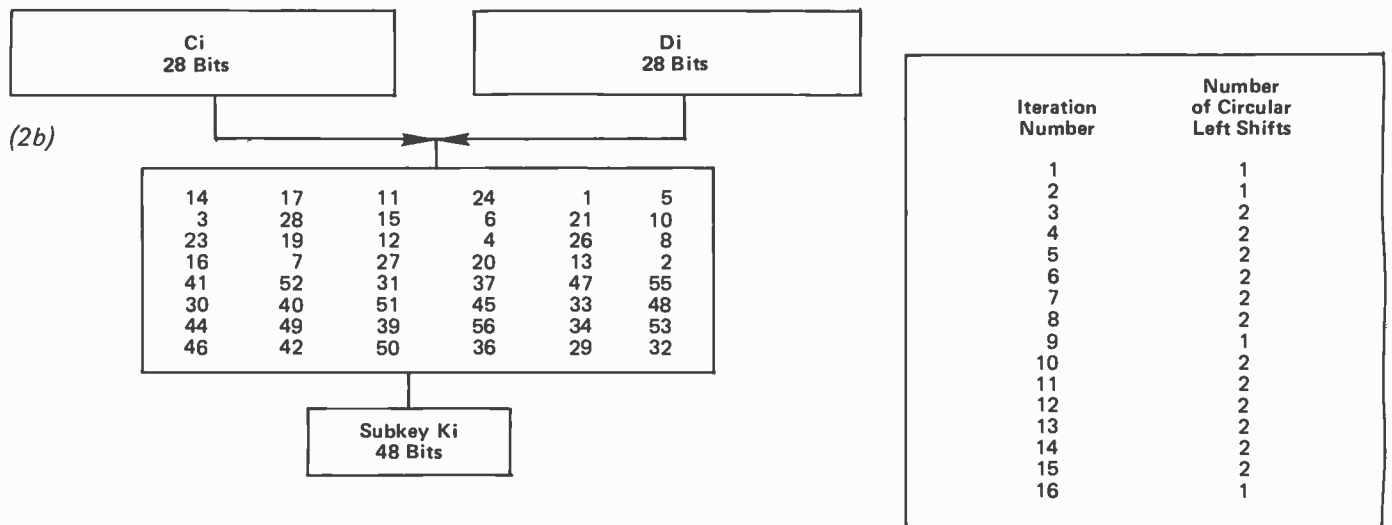 Ci
28 Bits
Di
28 Bits
(2b)
14 17 11 24 1 5
3 28 15 6 21 10
23 19 12 4 26 8
16 7 27 20 13 2
41 52 31 37 47 55
30 40 51 45 33 48
44 49 39 56 34 53
46 42 50 36 29 32
Subkey Ki
48 Bits
Number
Iteration of Circular
Number Left Shifts
1 1
2 1
3 2
4 2
5 2
6 2
7 2
8 2
9 1
10 2
11 2
12 2
13 2
14 2
15 2
16 1